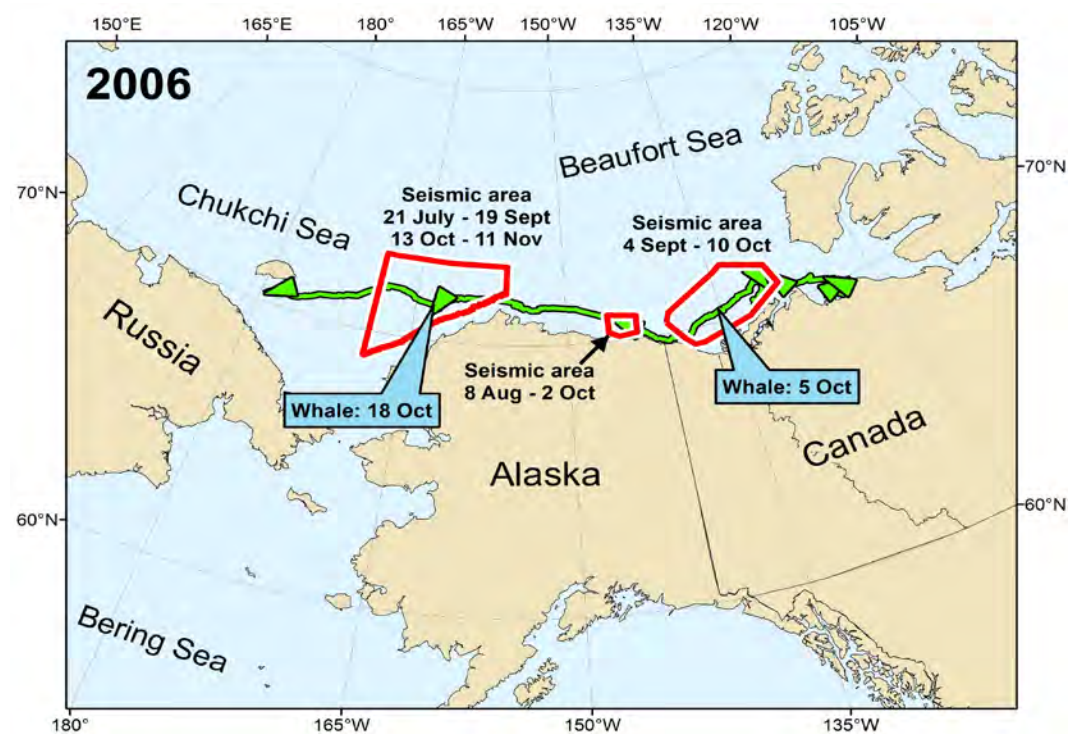 150°E 165°E 180° 165°W 150°W 135°W 120°W 105°W
2006
Beaufort Sea
70°N
70°N
Chukchi Sea
Seismic area
21 July - 19 Sept
13 Oct - 11 Nov
Seismic area
4 Sept - 10 Oct
Russia
Seismic area
8 Aug - 2 Oct
Whale: 18 Oct
Whale: 5 Oct
Canada
Alaska
60°N
60°N
Bering Sea
180° 165°W 150°W 135°W